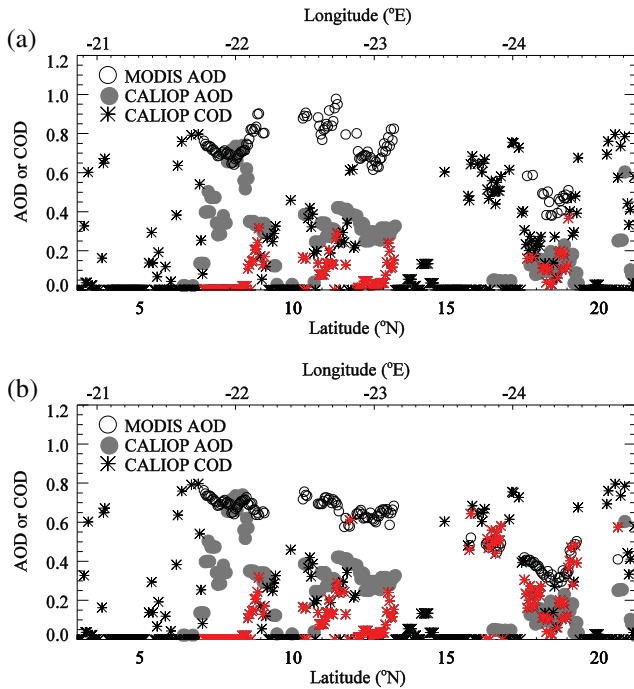 Longitude (°E)
(a)
-21 -22 -23 -24
1.2
1.0
0.8
0.6
0.4
0.2
0.0
AOD or COD
MODIS AOD
CALIOP AOD
CALIOP COD
5 10 15 20
Latitude (°N)
Longitude (°E)
(b)
-21 -22 -23 -24
1.2
1.0
0.8
0.6
0.4
0.2
0.0
AOD or COD
MODIS AOD
CALIOP AOD
CALIOP COD
5 10 15 20
Latitude (°N)